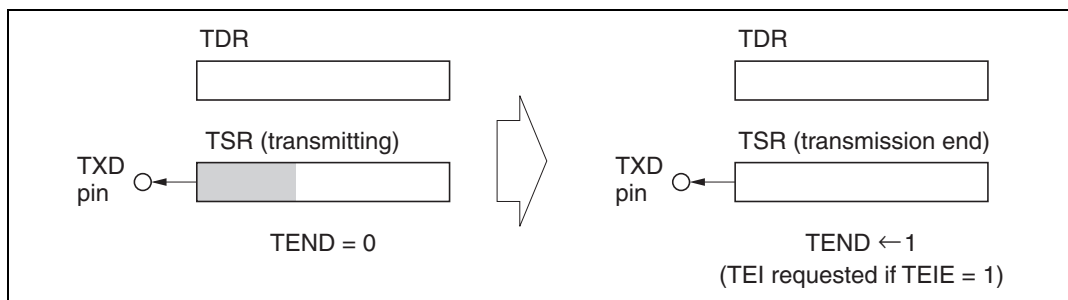 TDR
TSR (transmitting)
TXD
pin
TEND = 0
TDR
TSR (transmission end)
TXD
pin
TEND ←1
(TEI requested if TEIE = 1)